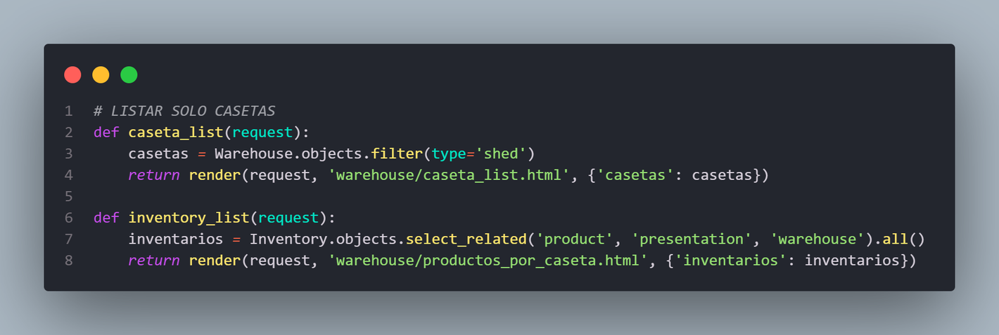 1 # LISTAR SOLO CASETAS
2 def caseta_list(request):
3     casetas = Warehouse.objects.filter(type='shed')
4     return render(request, 'warehouse/caseta_list.html', {'casetas': casetas})
5
6 def inventory_list(request):
7     inventarios = Inventory.objects.select_related('product', 'presentation', 'warehouse').all()
8     return render(request, 'warehouse/productos_por_caseta.html', {'inventarios': inventarios})